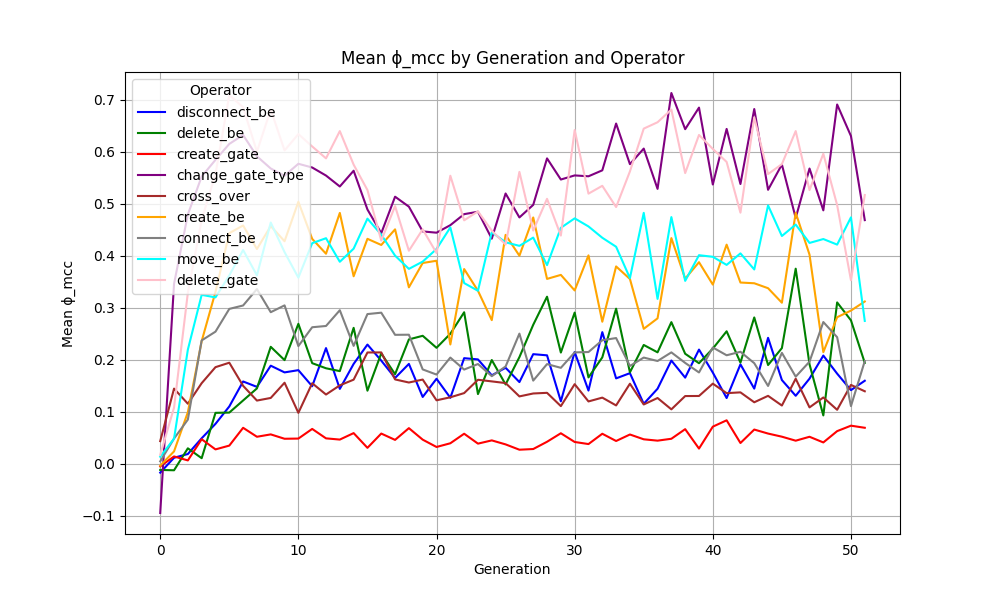 Mean ϕ_mcc by Generation and Operator
Mean ϕ_mcc
0.7
0.6
0.5
0.4
0.3
0.2
0.1
0.0
−0.1
Operator
disconnect_be
delete_be
create_gate
change_gate_type
cross_over
create_be
connect_be
move_be
delete_gate
0 10 20 30 40 50
Generation